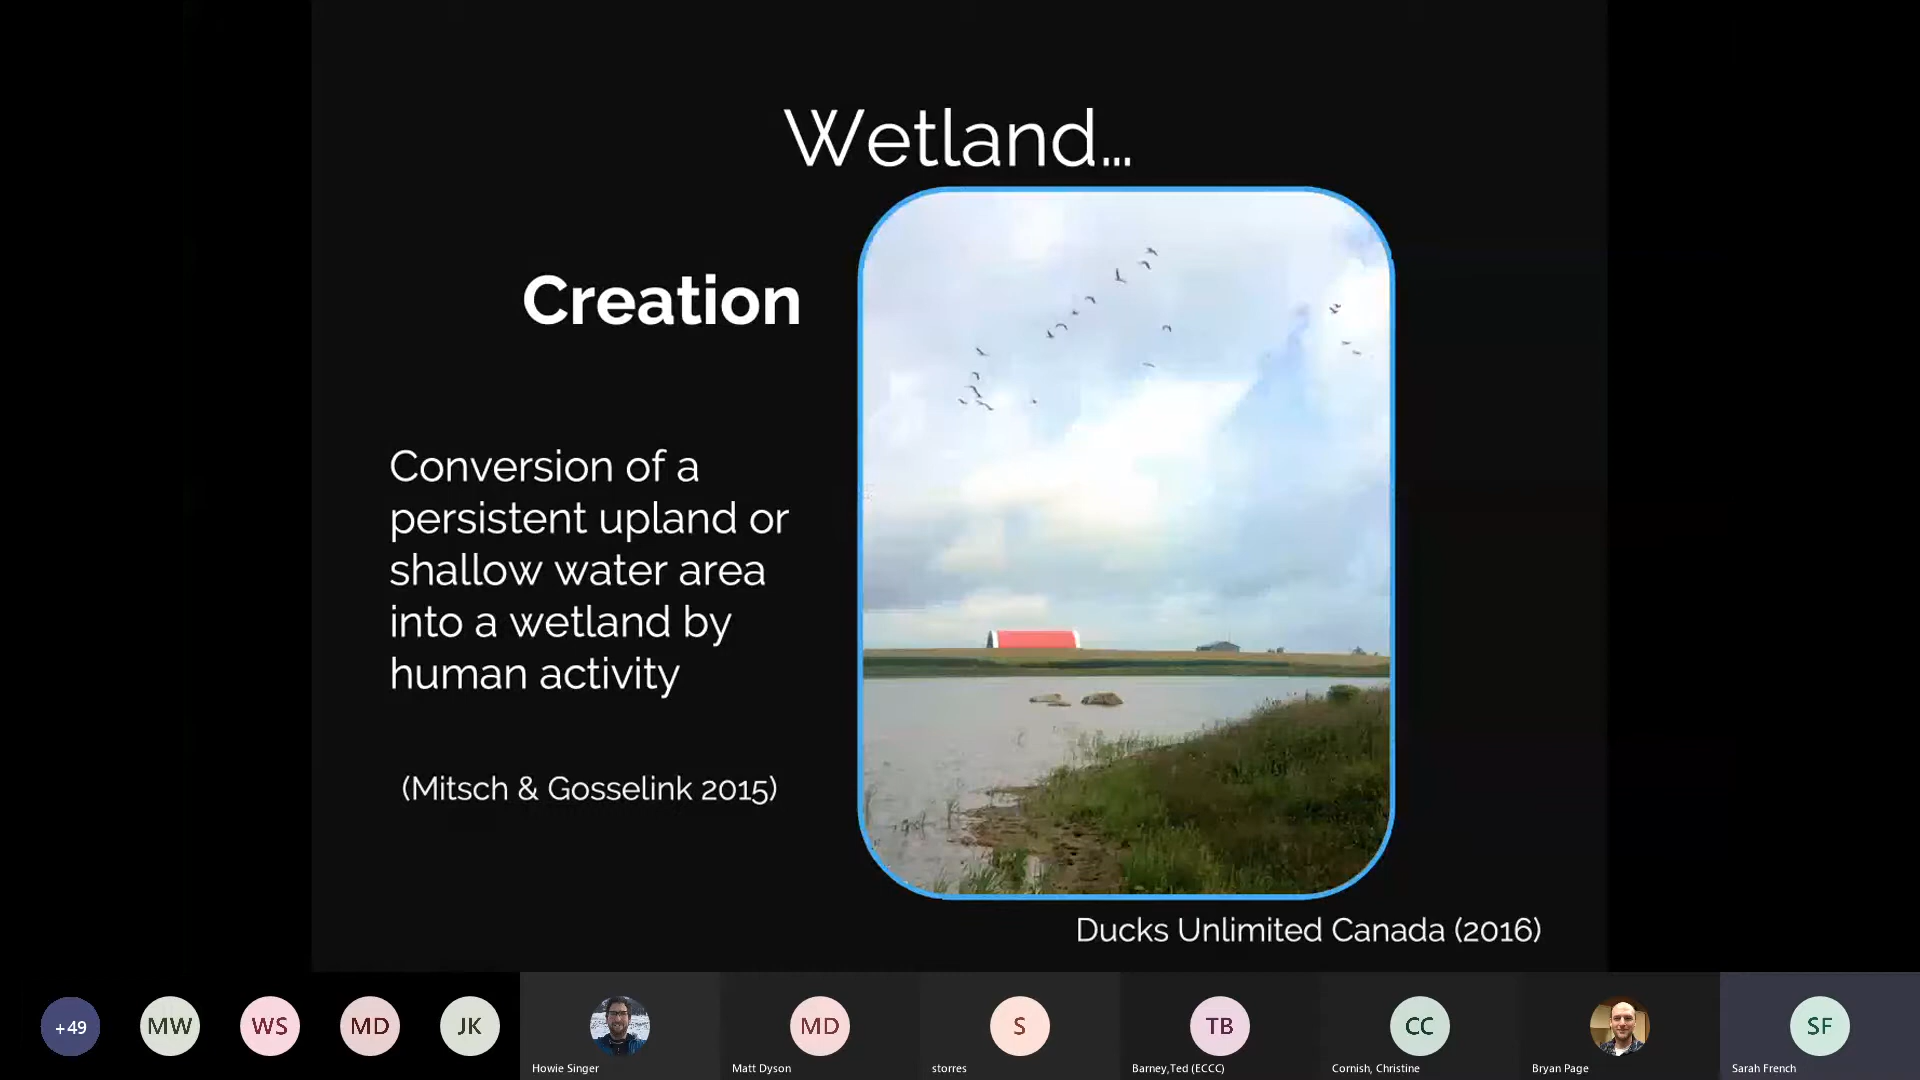 Wetland...
Creation
Conversion of a
persistent upland or
shallow water area
into a wetland by
human activity
(Mitsch & Gosselink 2015)
Ducks Unlimited Canada (2016)
+49
MW
WS
MD
JK
Howie Singer
MD
Matt Dyson
S
storres
TB
Barney,Ted (ECCC)
CC
Cornish, Christine
Bryan Page
SF
Sarah French